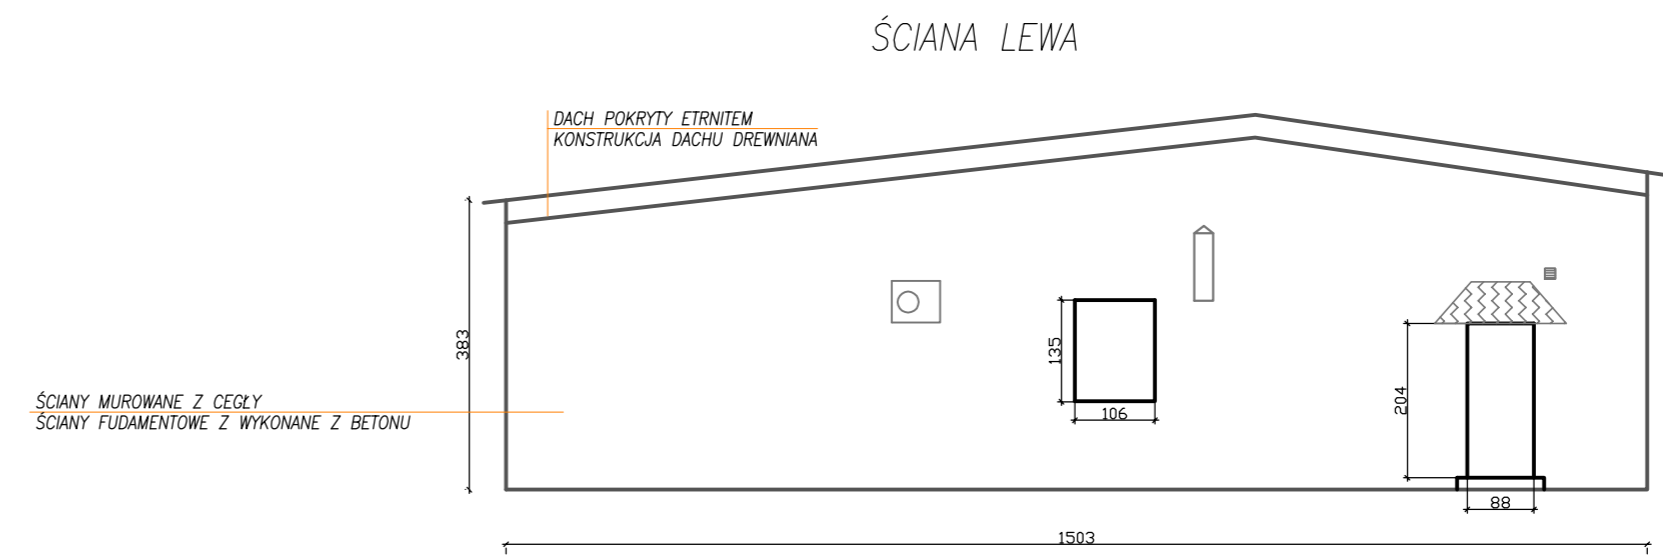 ŚCIANA LEWA
DACH POKRYTY ETRNITEM
KONSTRUKCJA DACHU DREWNIANA
383
135
106
204
ŚCIANY MUROWANE Z CEGŁY
ŚCIANY FUDAMENTOWE Z WYKONANE Z BETONU
88
1503